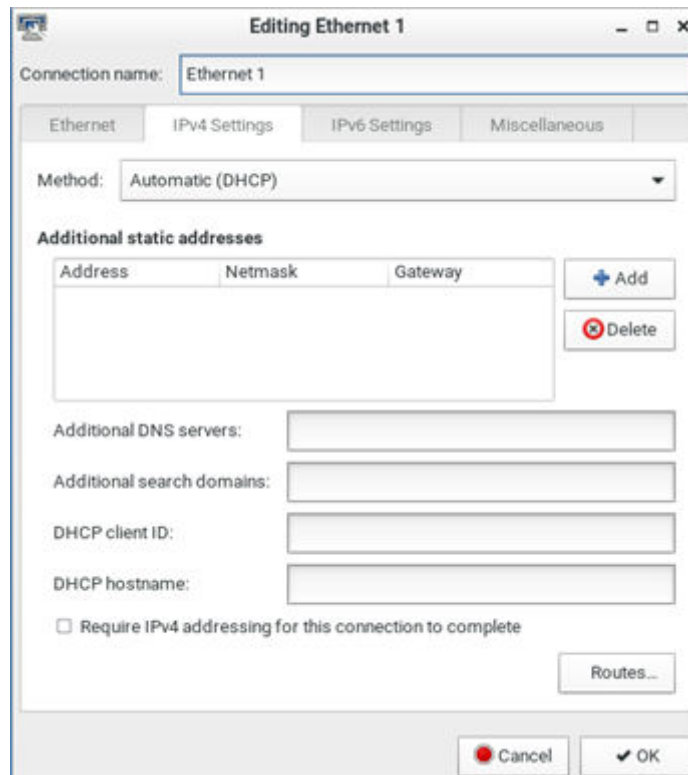 Editing Ethernet 1
Connection name: Ethernet 1
Ethernet IPv4 Settings IPv6 Settings Miscellaneous
Method: Automatic (DHCP)
Additional static addresses
Address Netmask Gateway
Add
Delete
Additional DNS servers:
Additional search domains:
DHCP client ID:
DHCP hostname:
Require IPv4 addressing for this connection to complete
Routes...
Cancel OK